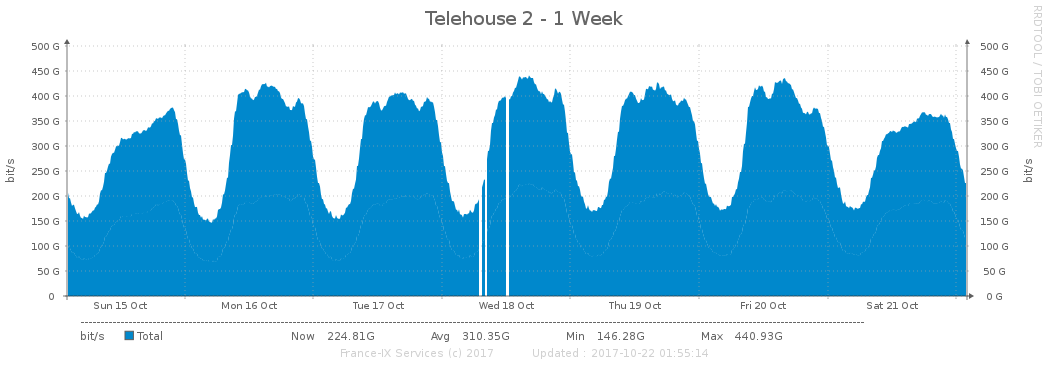 Telehouse 2 - 1 Week
RRDTOOL / TOBI OETIKER
500 G 500 G
450 G 450 G
400 G 400 G
350 G 350 G
300 G 300 G
250 G 250 G
200 G 200 G
150 G 150 G
100 G 100 G
50 G 50 G
0 0 G
bit/s bit/s
Sun 15 Oct Mon 16 Oct Tue 17 Oct Wed 18 Oct Thu 19 Oct Fri 20 Oct Sat 21 Oct
bit/s Total Now 224.81G Avg 310.35G Min 146.28G Max 440.93G
France-IX Services (c) 2017 Updated : 2017-10-22 01:55:14